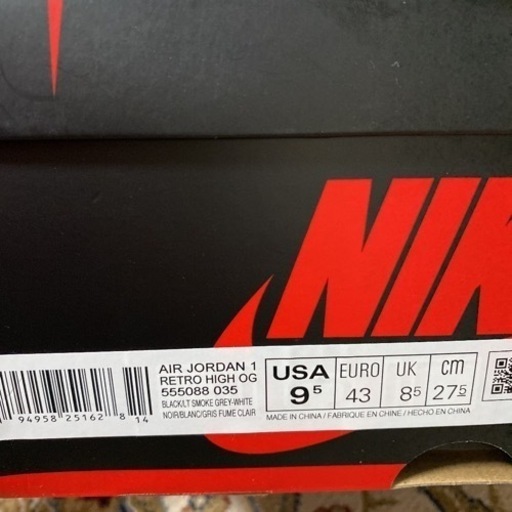 NIK
AIR JORDAN 1
RETRO HIGH OG
555088 035
BLACK/LT SMOKE GREY-WHITE
NOIR/BLANC/GRIS FUME CLAIR
94958 25162 8 14
USA
9⁵
EURO
43
UK
8⁵
cm
27⁵
MADE IN CHINA / FABRIQUE EN CHINE / HECHO EN CHINA